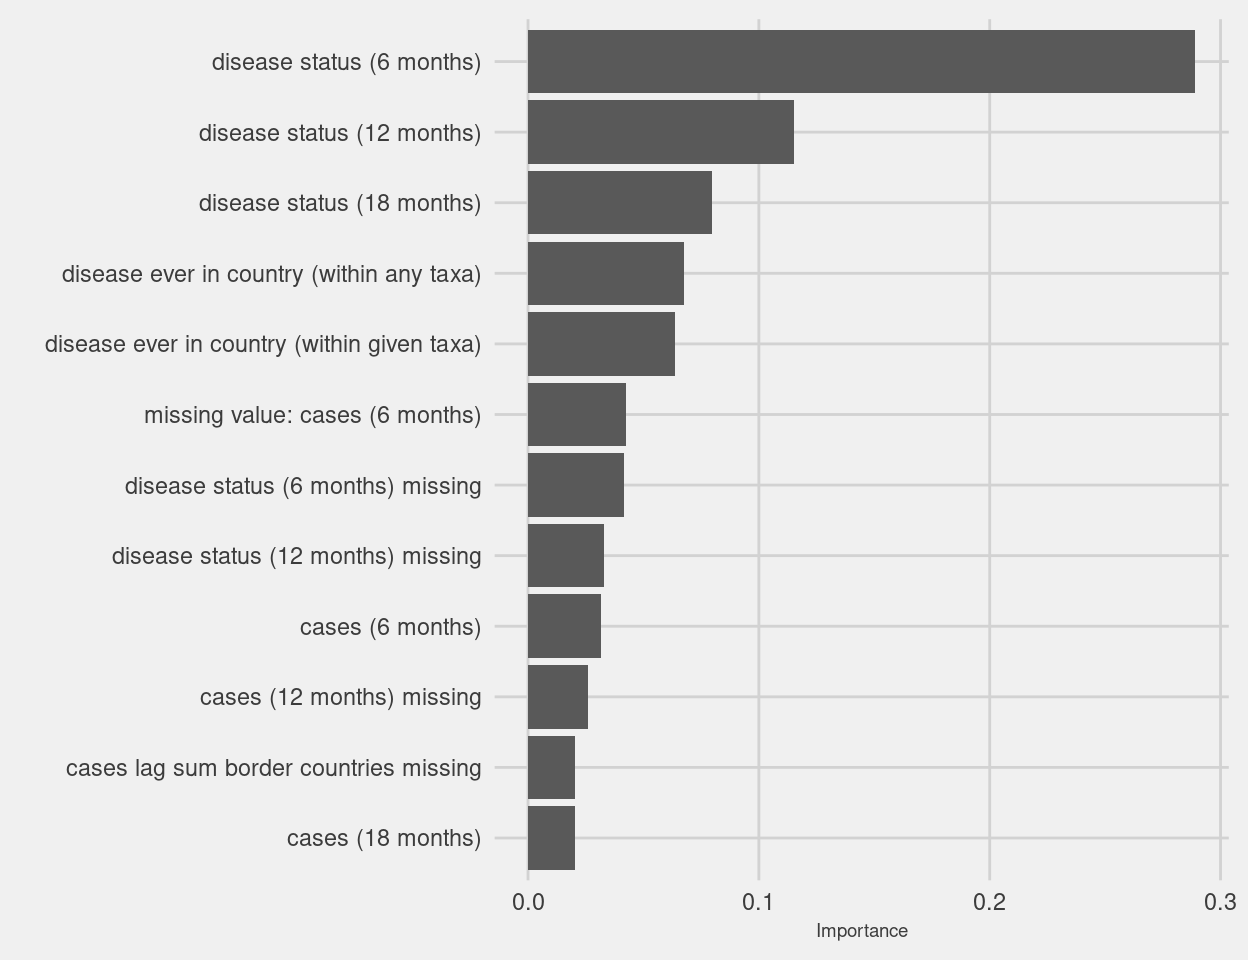 disease status (6 months)
disease status (12 months)
disease status (18 months)
disease ever in country (within any taxa)
disease ever in country (within given taxa)
missing value: cases (6 months)
disease status (6 months) missing
disease status (12 months) missing
cases (6 months)
cases (12 months) missing
cases lag sum border countries missing
cases (18 months)
0.0 0.1 0.2 0.3
Importance